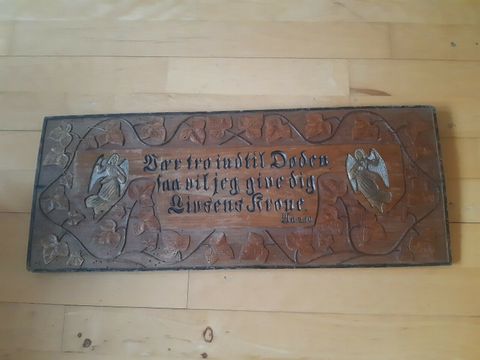 Vær tro indtil Døden
saa vil jeg give dig
Livsens Krone